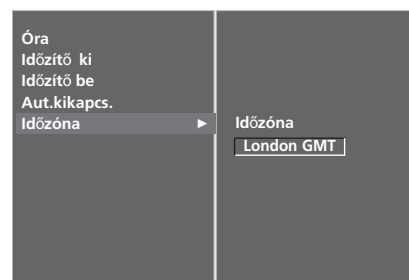 Óra
Időzítő ki
Időzítő be
Aut.kikapcs.
Időzóna ►
Időzóna
London GMT